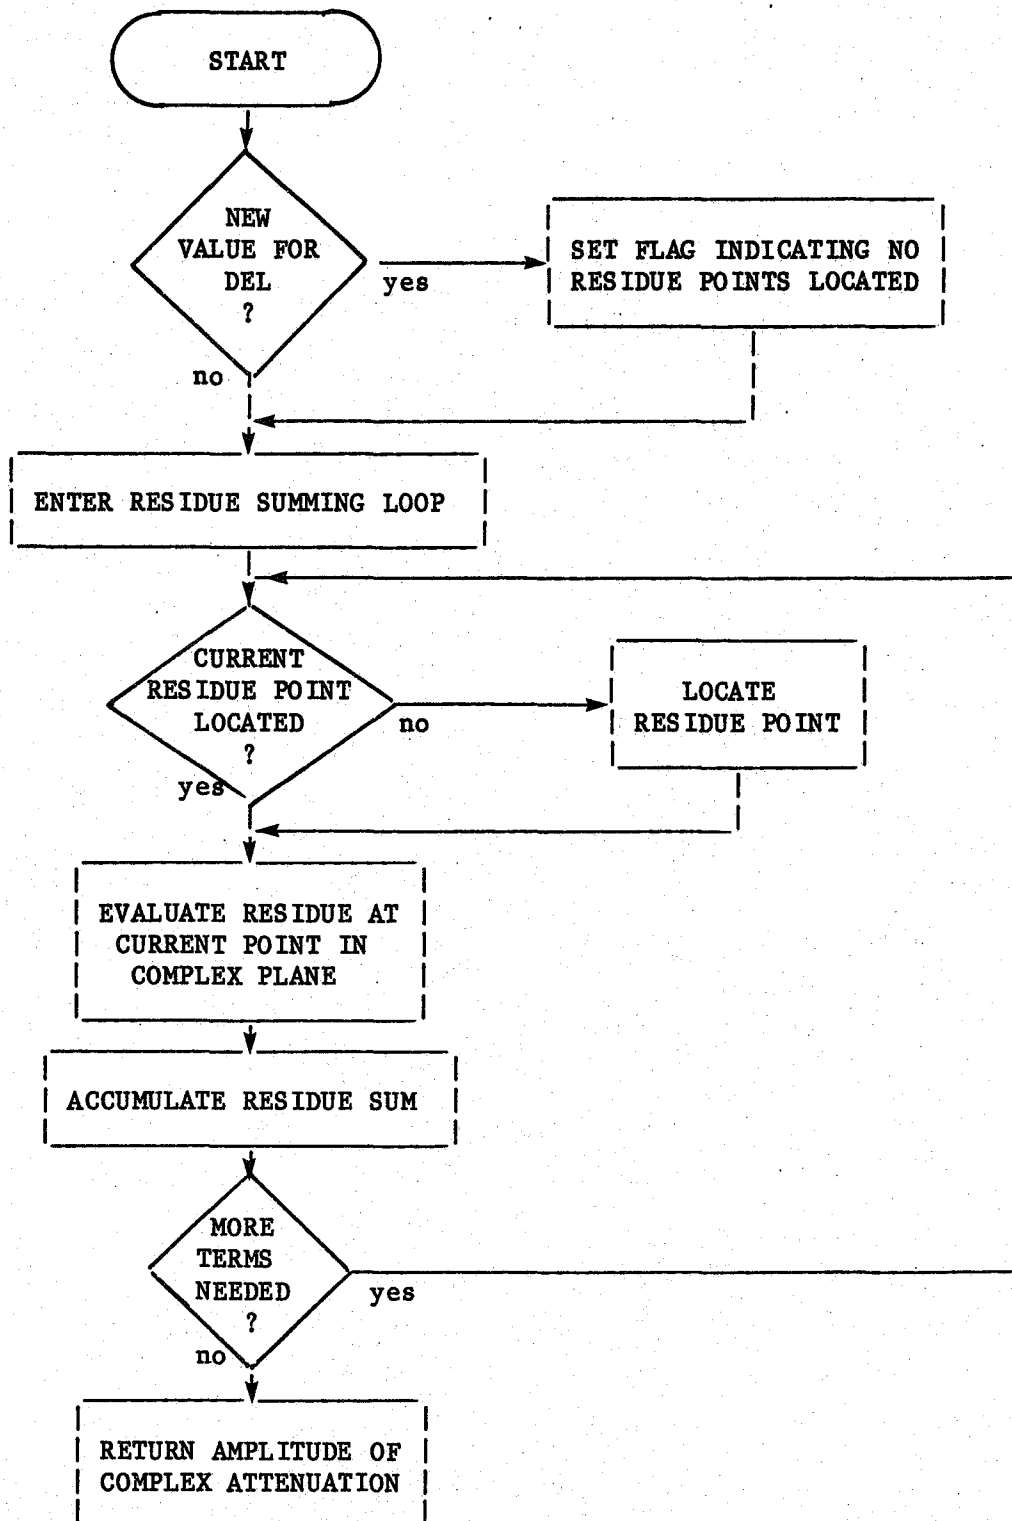 START
NEW
VALUE FOR
DEL
?
yes
SET FLAG INDICATING NO
RESIDUE POINTS LOCATED
no
ENTER RESIDUE SUMMING LOOP
CURRENT
RESIDUE POINT
LOCATED
?
no
LOCATE
RESIDUE POINT
yes
EVALUATE RESIDUE AT
CURRENT POINT IN
COMPLEX PLANE
ACCUMULATE RESIDUE SUM
MORE
TERMS
NEEDED
?
yes
no
RETURN AMPLITUDE OF
COMPLEX ATTENUATION